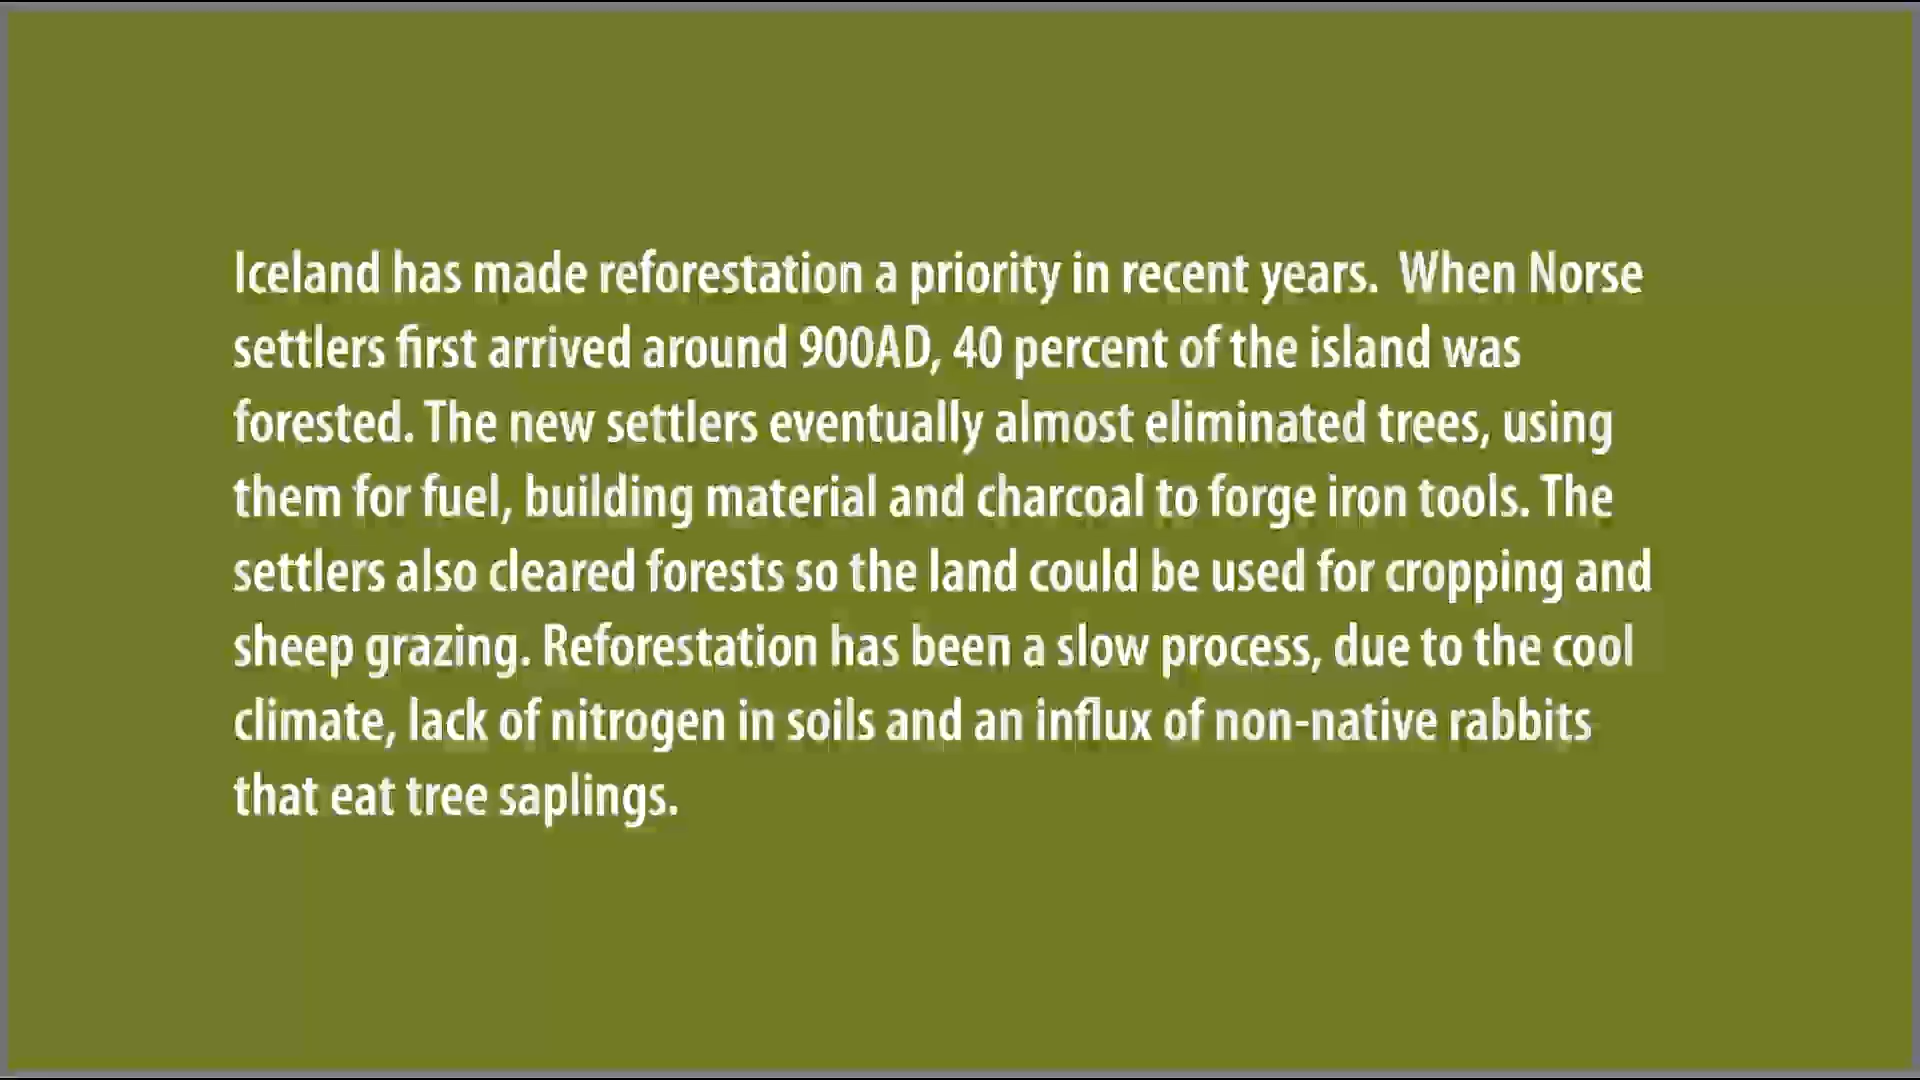 Iceland has made reforestation a priority in recent years.  When Norse
settlers first arrived around 900AD, 40 percent of the island was
forested. The new settlers eventually almost eliminated trees, using
them for fuel, building material and charcoal to forge iron tools. The
settlers also cleared forests so the land could be used for cropping and
sheep grazing. Reforestation has been a slow process, due to the cool
climate, lack of nitrogen in soils and an influx of non-native rabbits
that eat tree saplings.